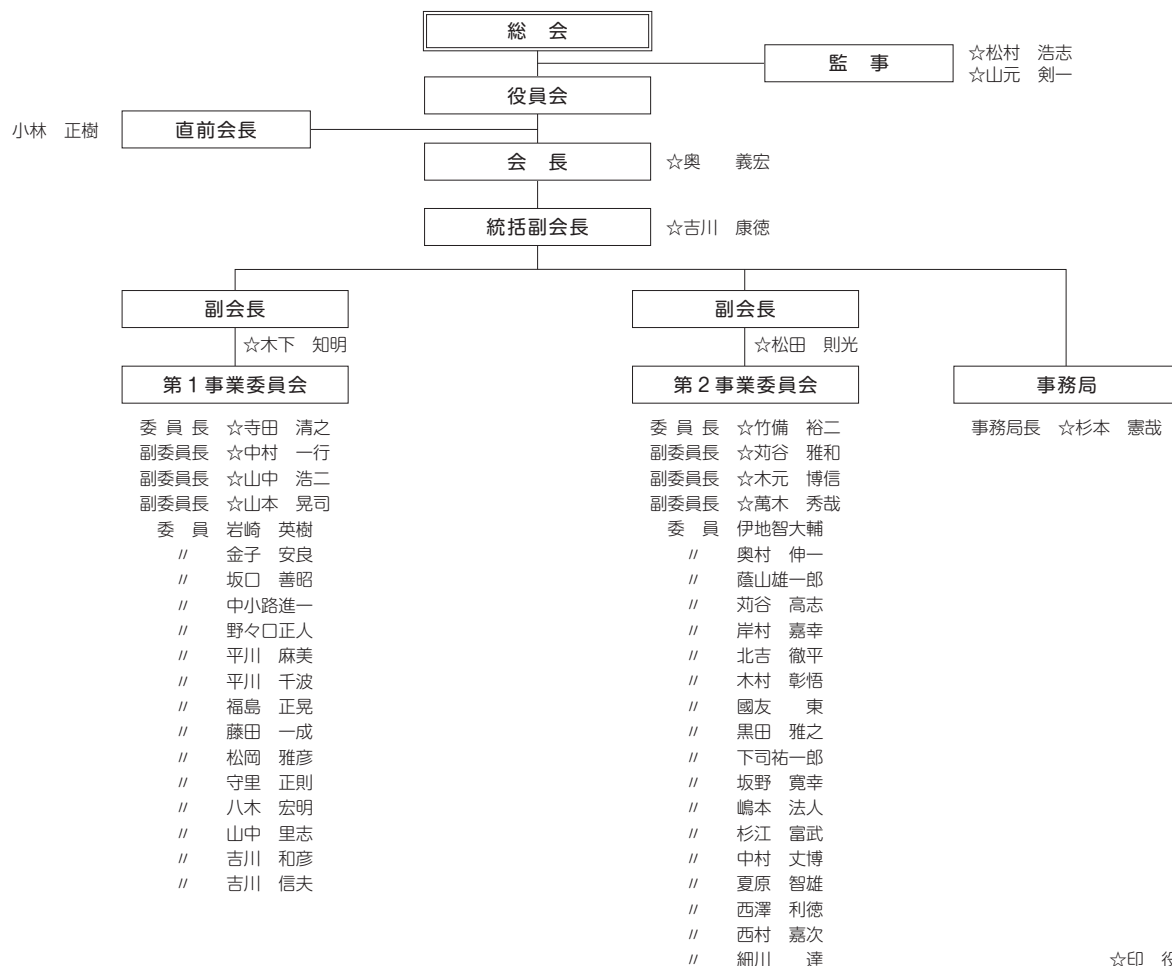 総　会
監　事
☆松村　浩志
☆山元　剣一
役員会
小林　正樹
直前会長
会　長
☆奥　　義宏
統括副会長
☆吉川　康徳
副会長
☆木下　知明
第1事業委員会
委 員 長　☆寺田　清之
副委員長　☆中村　一行
副委員長　☆山中　浩二
副委員長　☆山本　晃司
委　員　岩崎　英樹
〃　金子　安良
〃　坂口　善昭
〃　中小路進一
〃　野々口正人
〃　平川　麻美
〃　平川　千波
〃　福島　正晃
〃　藤田　一成
〃　松岡　雅彦
〃　守里　正則
〃　八木　宏明
〃　山中　里志
〃　吉川　和彦
〃　吉川　信夫
副会長
☆松田　則光
第2事業委員会
委 員 長　☆竹備　裕二
副委員長　☆苅谷　雅和
副委員長　☆木元　博信
副委員長　☆萬木　秀哉
委　員　伊地智大輔
〃　奥村　伸一
〃　蔭山雄一郎
〃　苅谷　高志
〃　岸村　嘉幸
〃　北吉　徹平
〃　木村　彰悟
〃　國友　　東
〃　黒田　雅之
〃　下司祐一郎
〃　坂野　寛幸
〃　嶋本　法人
〃　杉江　富武
〃　中村　丈博
〃　夏原　智雄
〃　西澤　利徳
〃　西村　嘉次
〃　細川　　達
事務局
事務局長　☆杉本　憲哉
☆印　役